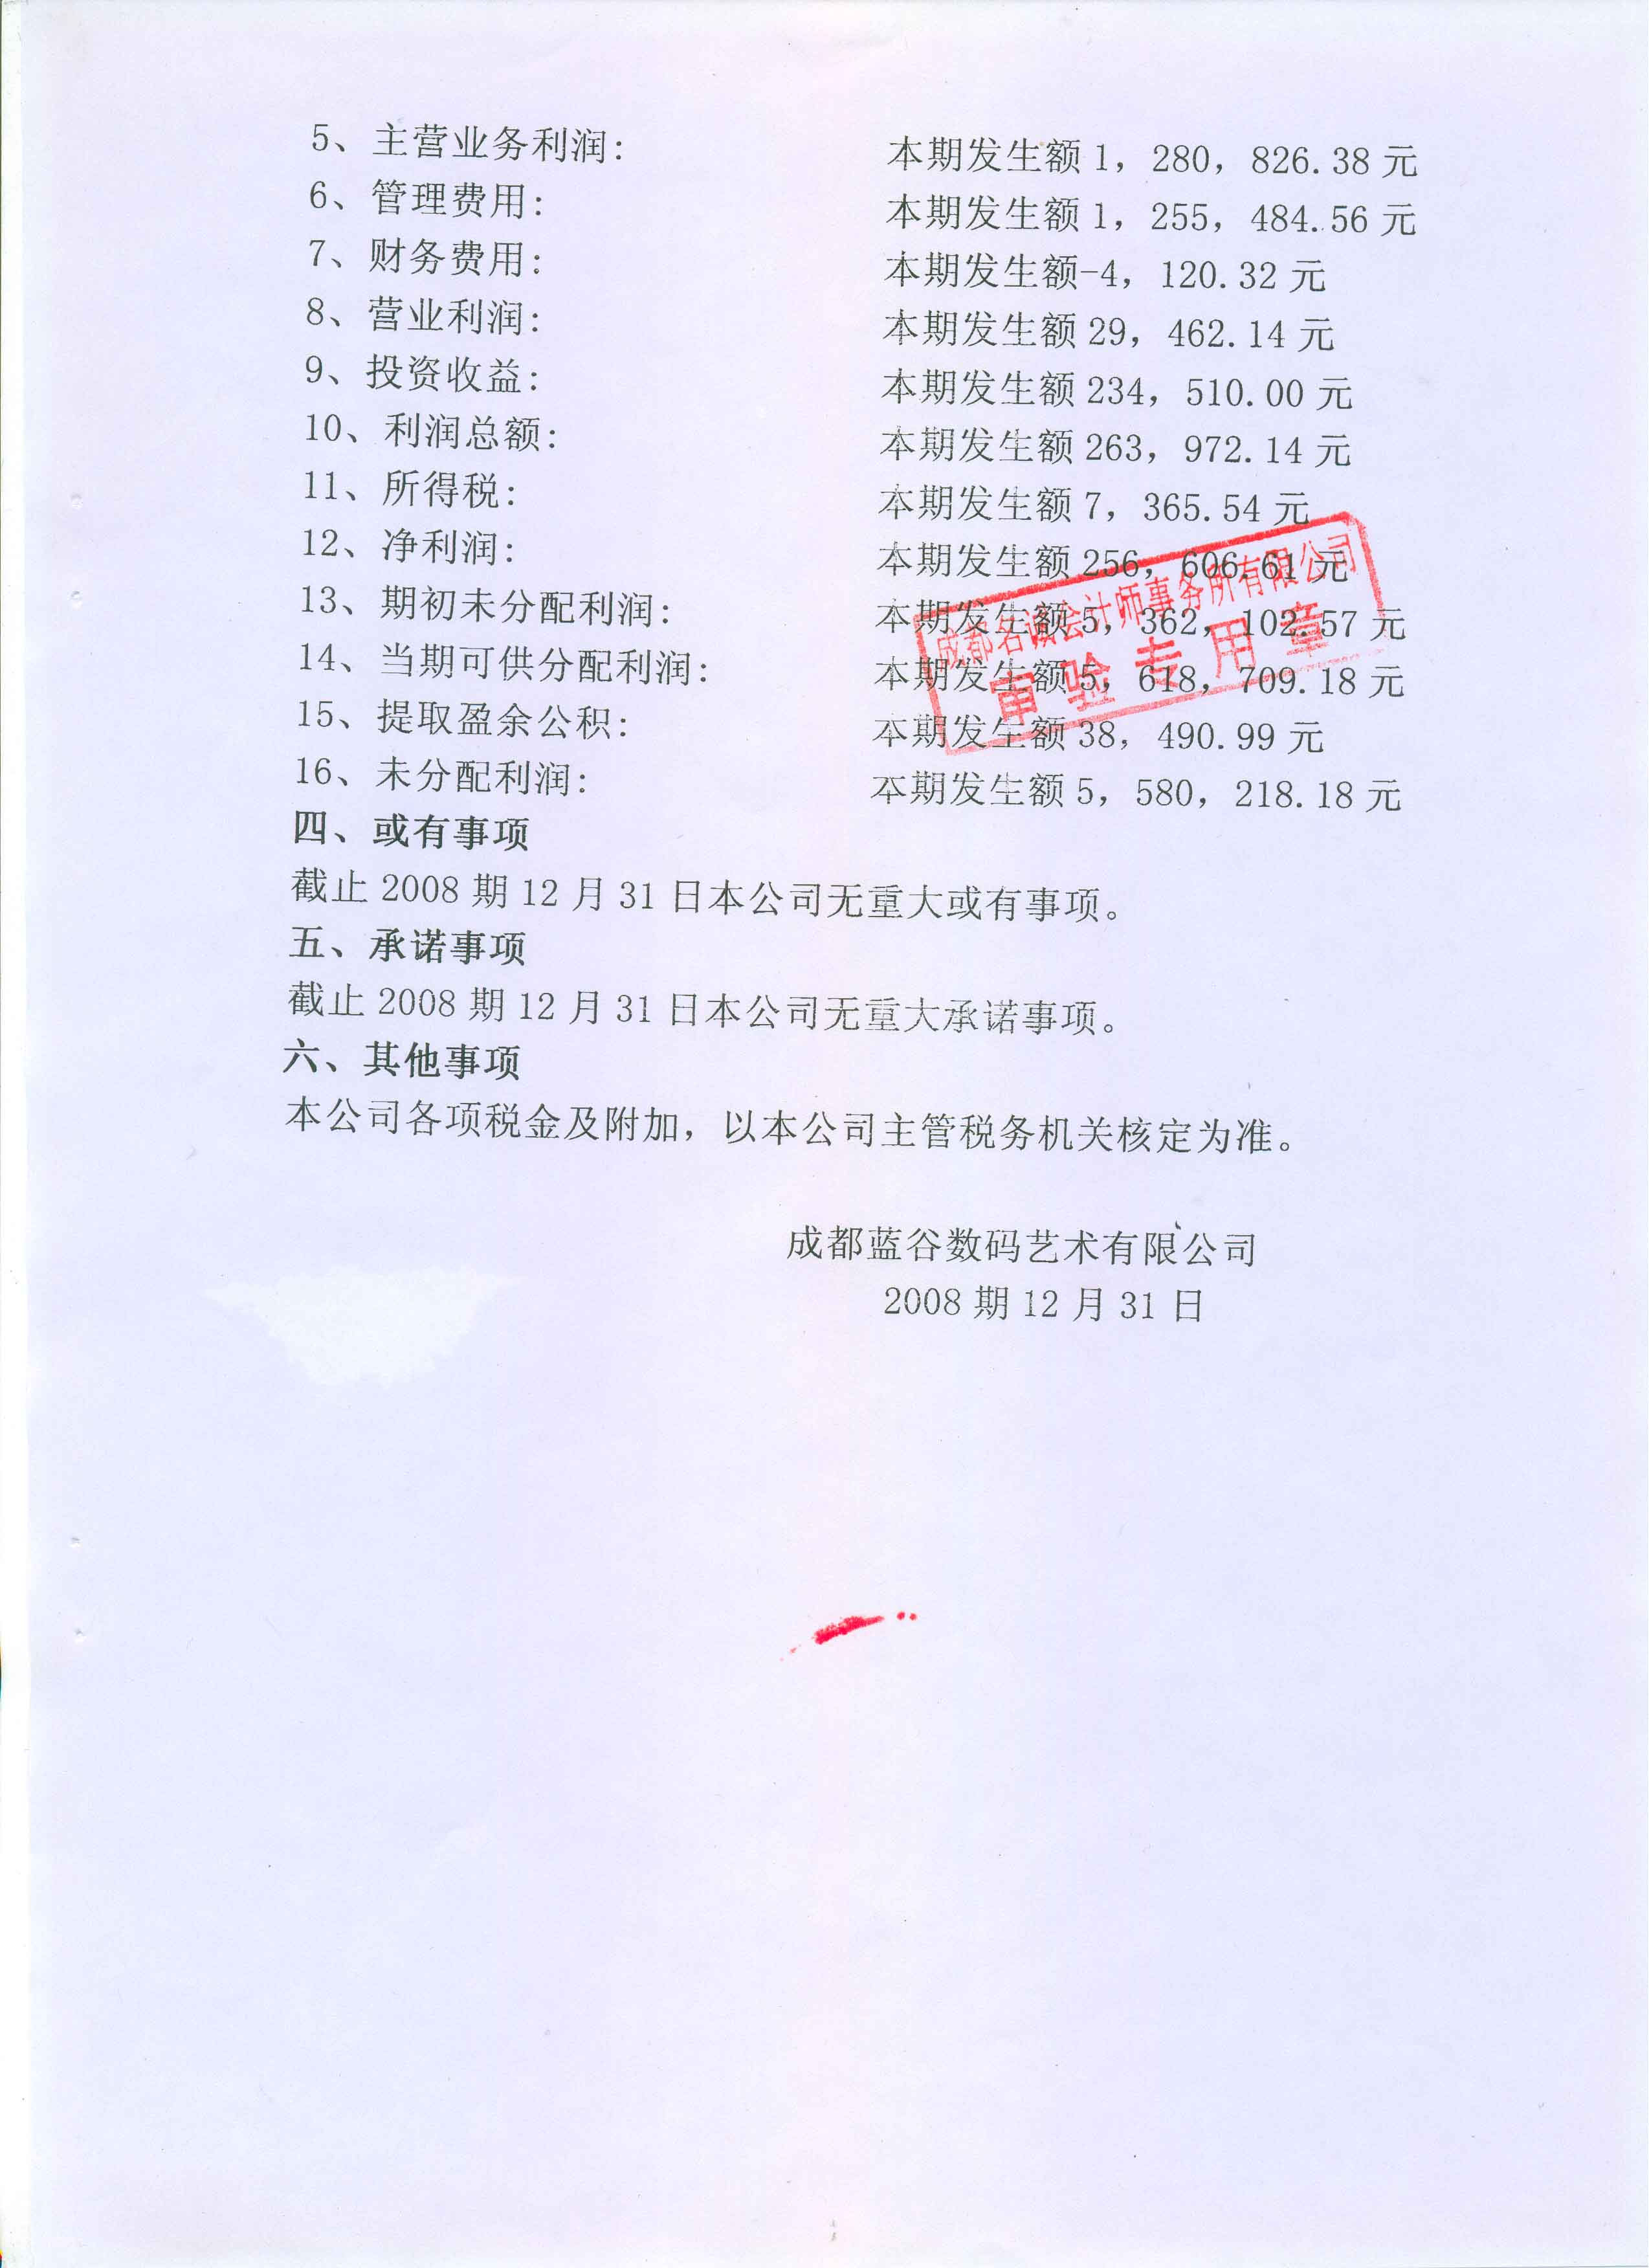 5、主营业务利润： 本期发生额 1，280，826.38 元
6、管理费用： 本期发生额 1，255，484.56 元
7、财务费用： 本期发生额-4，120.32 元
8、营业利润： 本期发生额 29，462.14 元
9、投资收益： 本期发生额 234，510.00 元
10、利润总额： 本期发生额 263，972.14 元
11、所得税： 本期发生额 7，365.54 元
12、净利润： 本期发生额 256，606.61 元
13、期初未分配利润： 本期发生额 5，362，102.57 元
14、当期可供分配利润： 本期发生额 5，618，709.18 元
15、提取盈余公积： 本期发生额 38，490.99 元
16、未分配利润： 本期发生额 5，580，218.18 元
成都名诚会计师事务所有限公司
审验专用章
四、或有事项
截止 2008 期 12 月 31 日本公司无重大或有事项。
五、承诺事项
截止 2008 期 12 月 31 日本公司无重大承诺事项。
六、其他事项
本公司各项税金及附加，以本公司主管税务机关核定为准。
成都蓝谷数码艺术有限公司
2008 期 12 月 31 日